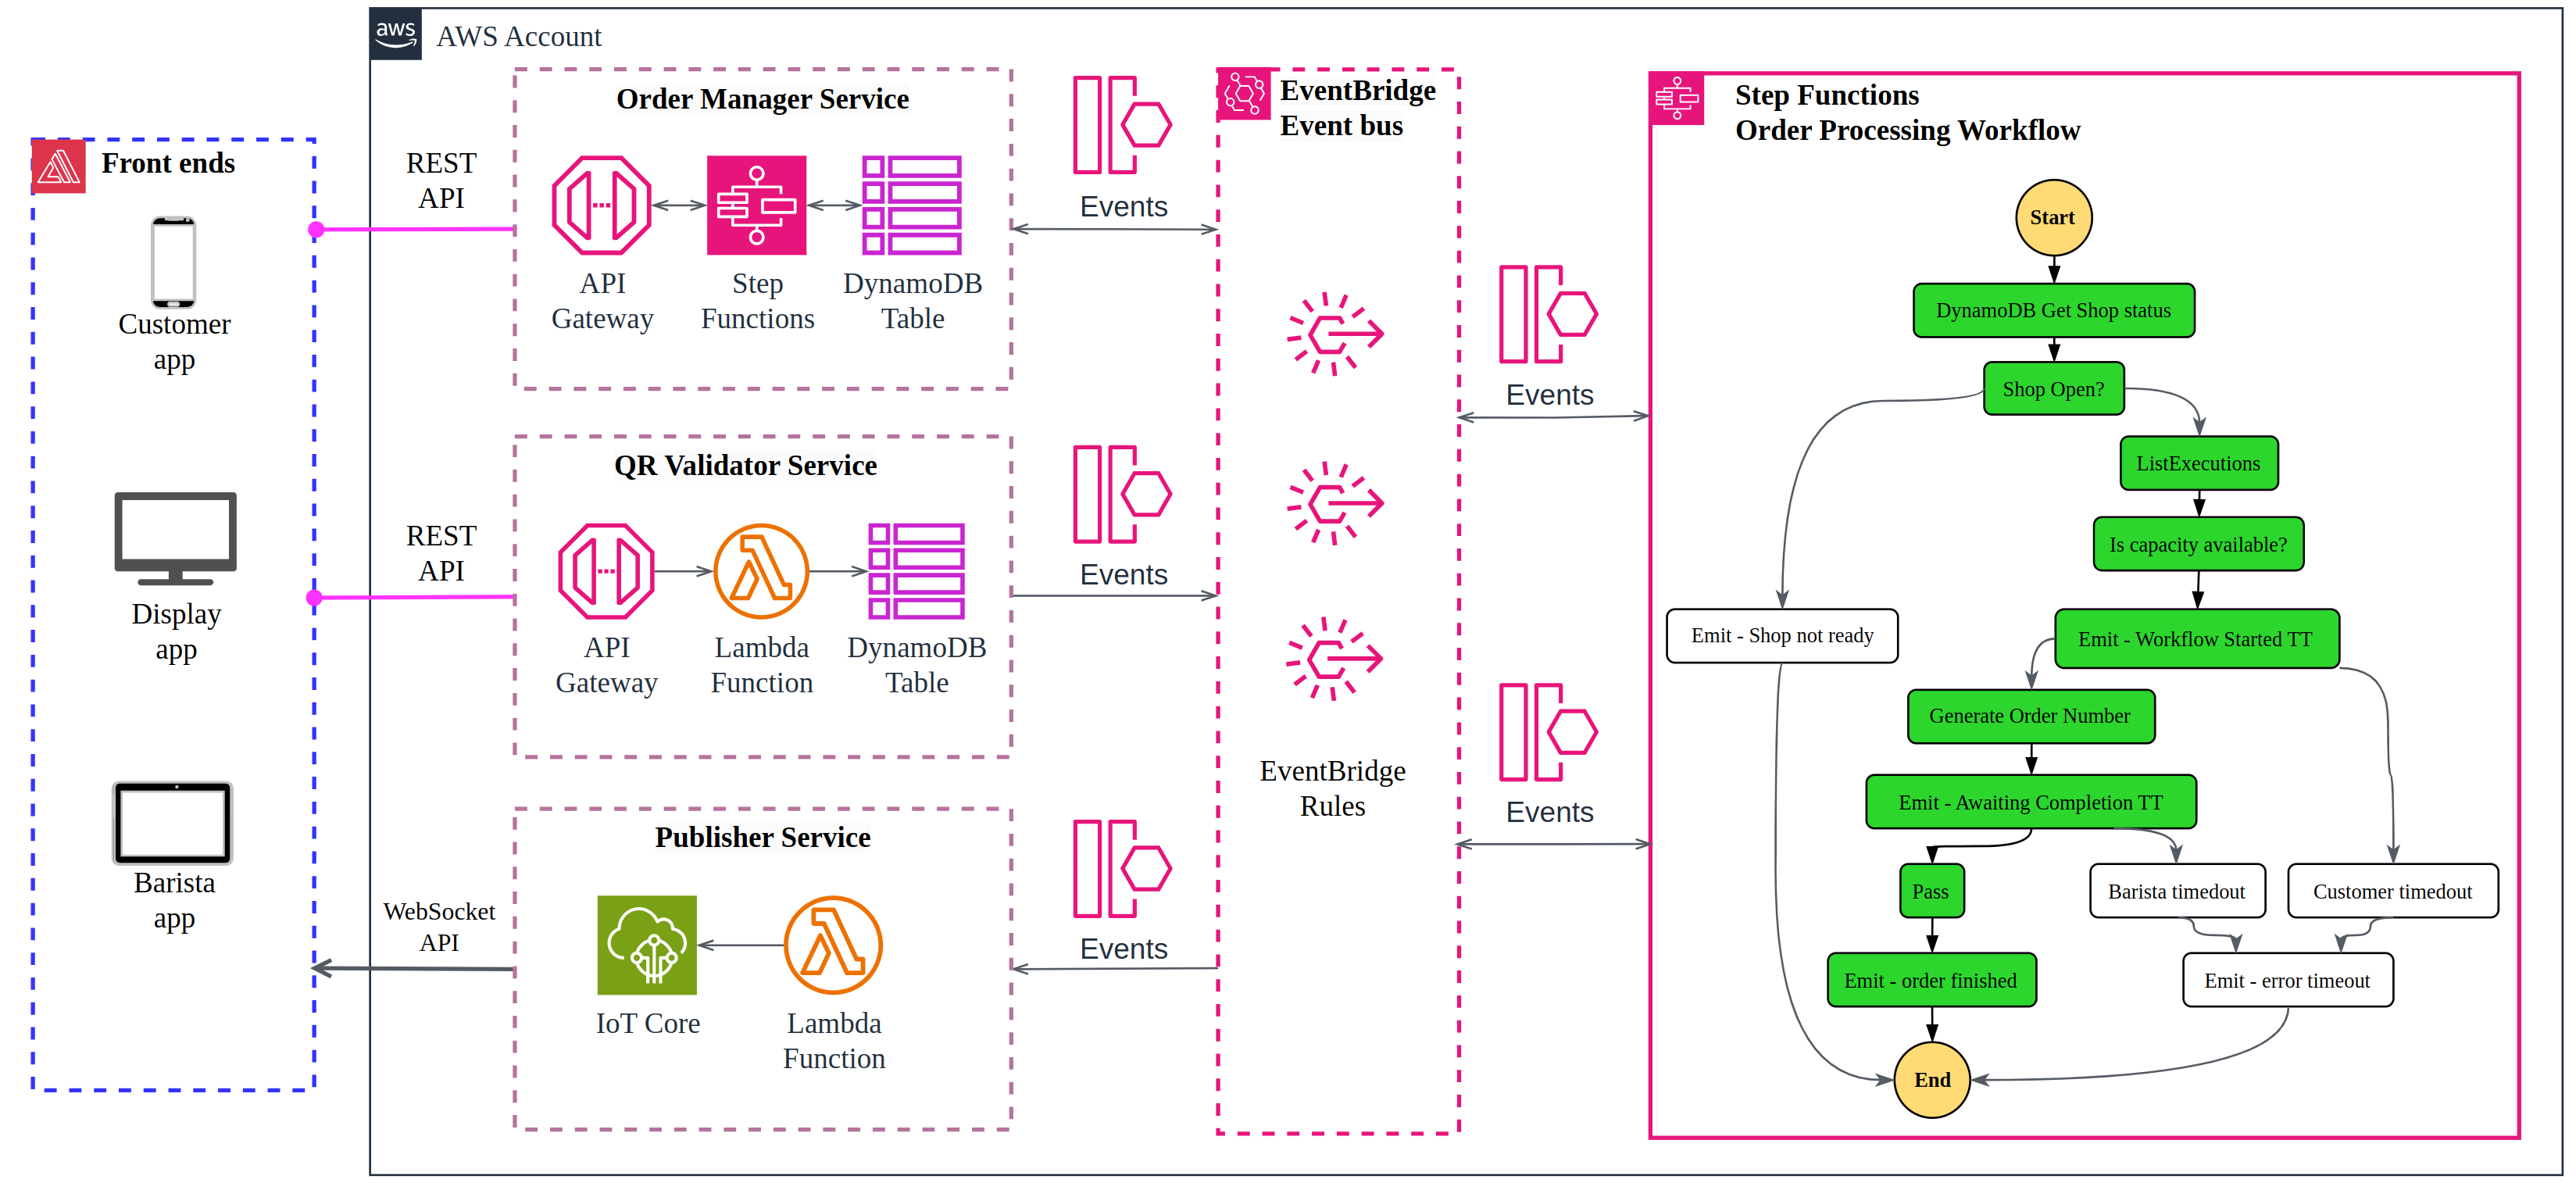 aws
AWS Account
Front ends
Customer
app
Display
app
Barista
app
REST
API
REST
API
WebSocket
API
Order Manager Service
API
Gateway
Step
Functions
DynamoDB
Table
QR Validator Service
API
Gateway
Lambda
Function
DynamoDB
Table
Publisher Service
IoT Core
Lambda
Function
Events
Events
Events
EventBridge
Event bus
EventBridge
Rules
Events
Events
Step Functions
Order Processing Workflow
Start
DynamoDB Get Shop status
Shop Open?
ListExecutions
Is capacity available?
Emit - Shop not ready
Emit - Workflow Started TT
Generate Order Number
Emit - Awaiting Completion TT
Pass
Barista timedout
Customer timedout
Emit - order finished
Emit - error timeout
End